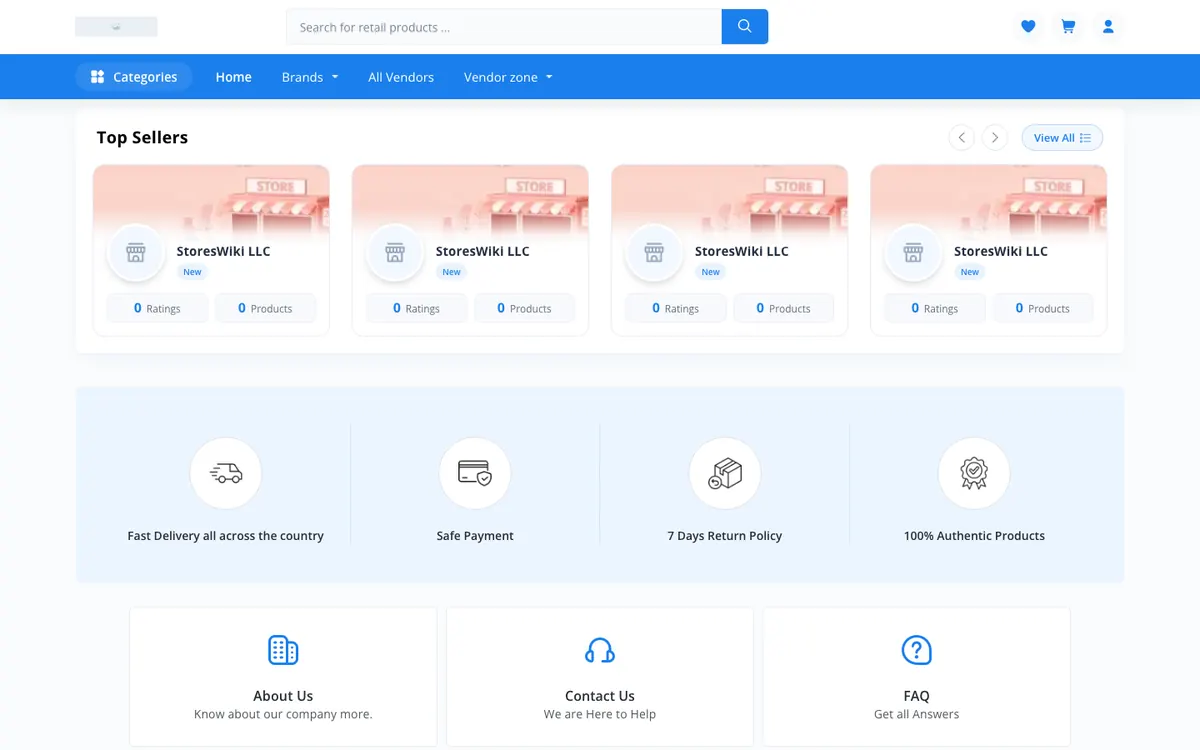 Search for retail products ...
Categories
Home
Brands
All Vendors
Vendor zone
Top Sellers
View All
STORE
STORE
STORE
STORE
StoresWiki LLC
StoresWiki LLC
StoresWiki LLC
StoresWiki LLC
New
New
New
New
0 Ratings
0 Products
0 Ratings
0 Products
0 Ratings
0 Products
0 Ratings
0 Products
Fast Delivery all across the country
Safe Payment
7 Days Return Policy
100% Authentic Products
About Us
Know about our company more.
Contact Us
We are Here to Help
FAQ
Get all Answers